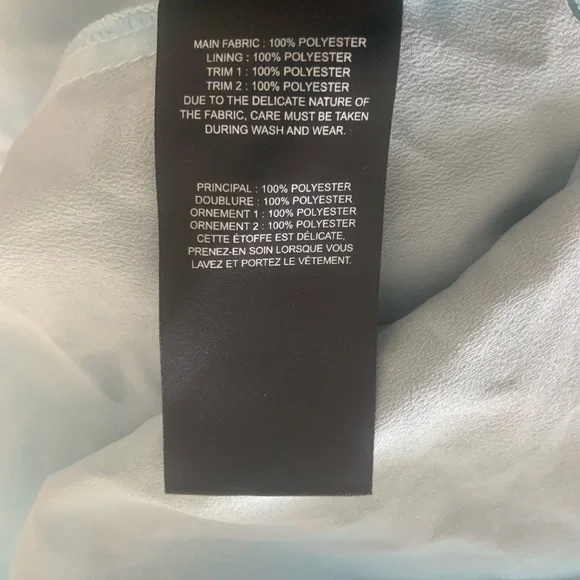 MAIN FABRIC : 100% POLYESTER
LINING : 100% POLYESTER
TRIM 1 : 100% POLYESTER
TRIM 2 : 100% POLYESTER
DUE TO THE DELICATE NATURE OF
THE FABRIC, CARE MUST BE TAKEN
DURING WASH AND WEAR.
PRINCIPAL : 100% POLYESTER
DOUBLURE : 100% POLYESTER
ORNEMENT 1 : 100% POLYESTER
ORNEMENT 2 : 100% POLYESTER
CETTE ÉTOFFE EST DÉLICATE,
PRENEZ-EN SOIN LORSQUE VOUS
LAVEZ ET PORTEZ LE VÊTEMENT.